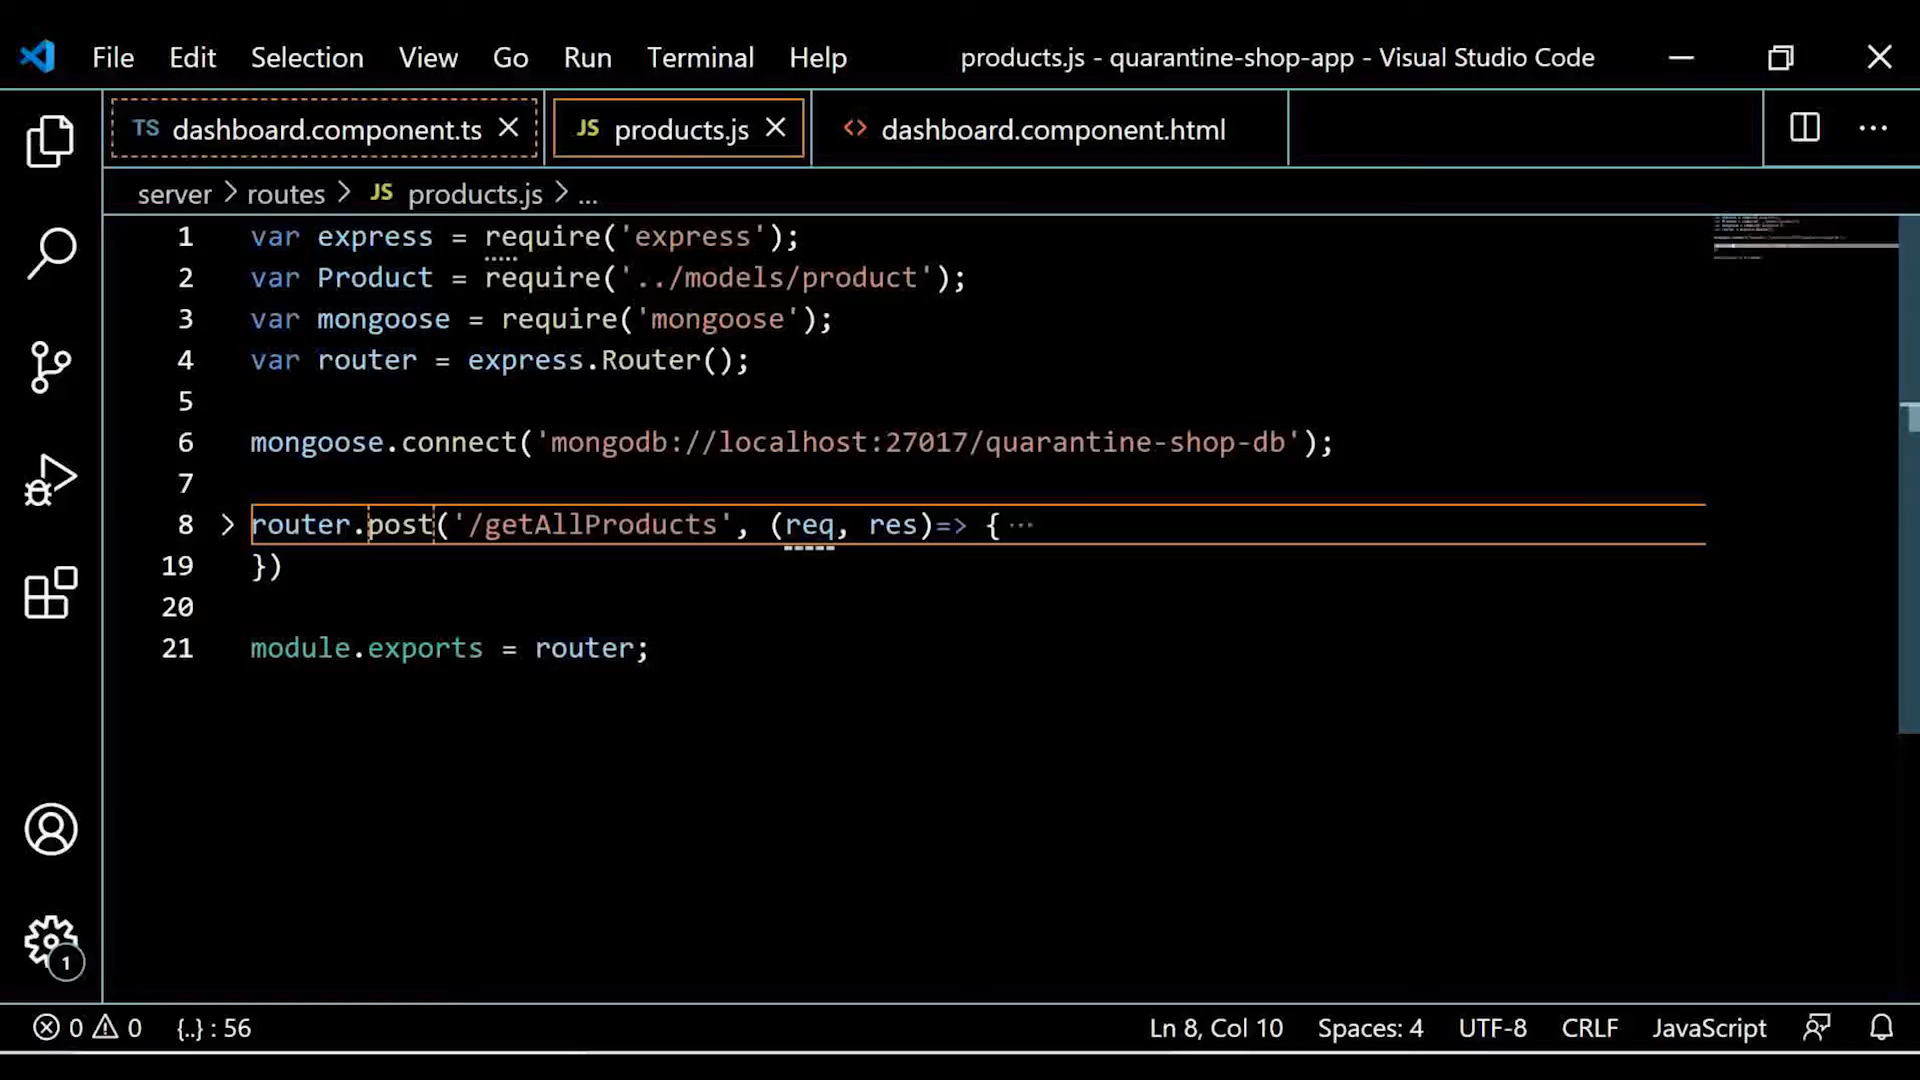 File Edit Selection View Go Run Terminal Help products.js - quarantine-shop-app - Visual Studio Code
TS dashboard.component.ts JS products.js <> dashboard.component.html
server > routes > JS products.js > ...
1 var express = require('express');
2 var Product = require('../models/product');
3 var mongoose = require('mongoose');
4 var router = express.Router();
5
6 mongoose.connect('mongodb://localhost:27017/quarantine-shop-db');
7
8 router.post('/getAllProducts', (req, res)=> { ...
19 })
20
21 module.exports = router;
1
0 0 {..} : 56 Ln 8, Col 10 Spaces: 4 UTF-8 CRLF JavaScript